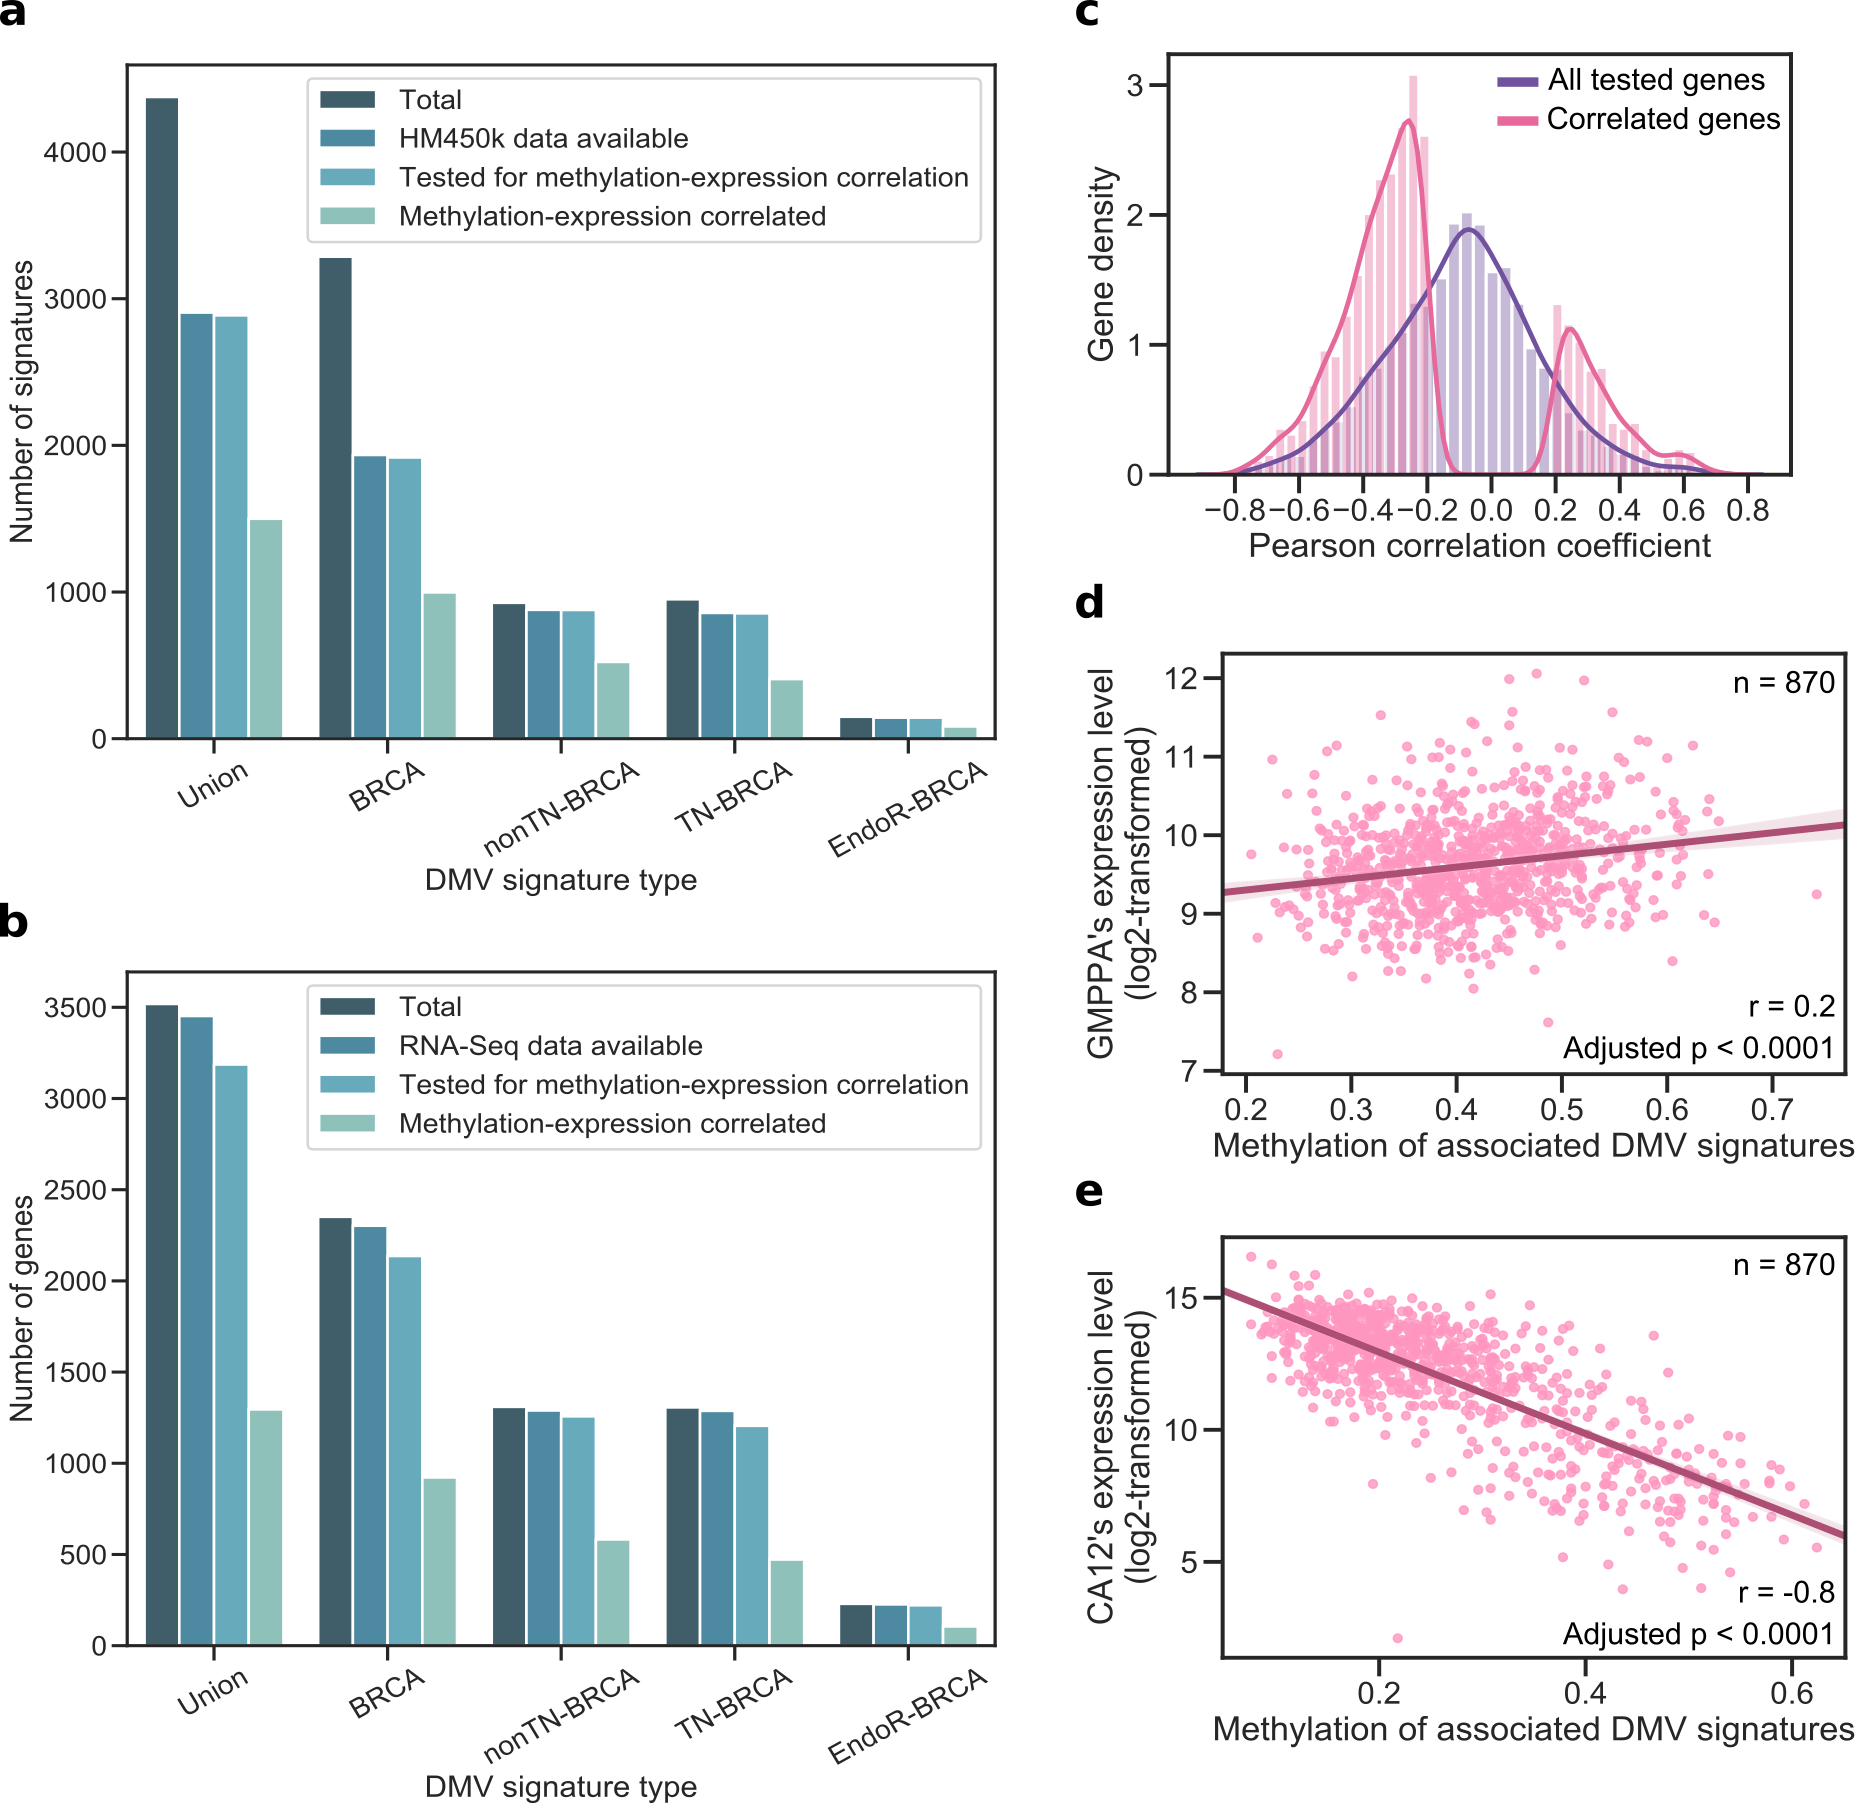 a
Total
HM450k data available
Tested for methylation-expression correlation
Methylation-expression correlated
Number of signatures
4000
3000
2000
1000
0
Union
BRCA
nonTN-BRCA
TN-BRCA
EndoR-BRCA
DMV signature type
b
Total
RNA-Seq data available
Tested for methylation-expression correlation
Methylation-expression correlated
Number of genes
3500
3000
2500
2000
1500
1000
500
0
Union
BRCA
nonTN-BRCA
TN-BRCA
EndoR-BRCA
DMV signature type
c
All tested genes
Correlated genes
Gene density
3
2
1
0
−0.8 −0.6 −0.4 −0.2 0.0 0.2 0.4 0.6 0.8
Pearson correlation coefficient
d
GMPPA's expression level
(log2-transformed)
12
11
10
9
8
7
n = 870
r = 0.2
Adjusted p < 0.0001
0.2 0.3 0.4 0.5 0.6 0.7
Methylation of associated DMV signatures
e
CA12's expression level
(log2-transformed)
15
10
5
n = 870
r = -0.8
Adjusted p < 0.0001
0.2 0.4 0.6
Methylation of associated DMV signatures